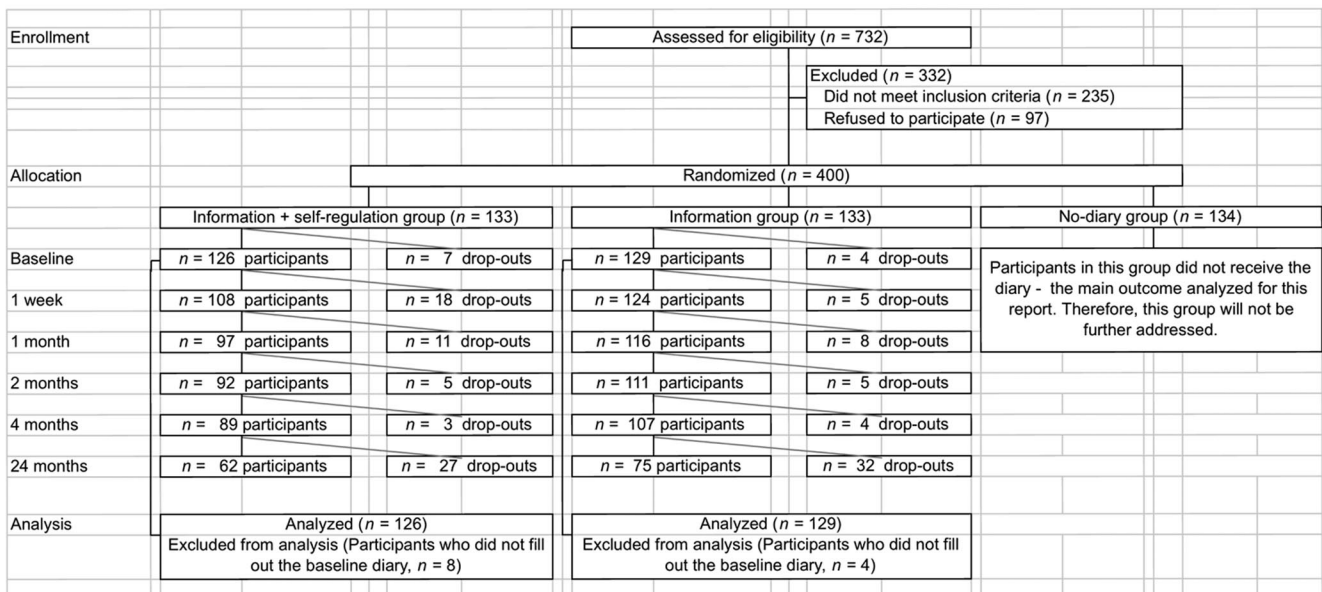 Enrollment
Assessed for eligibility (n = 732)
Excluded (n = 332)
Did not meet inclusion criteria (n = 235)
Refused to participate (n = 97)
Allocation
Randomized (n = 400)
Information + self-regulation group (n = 133)
Information group (n = 133)
No-diary group (n = 134)
Baseline
n = 126 participants
n = 7 drop-outs
n = 129 participants
n = 4 drop-outs
Participants in this group did not receive the
diary - the main outcome analyzed for this
report. Therefore, this group will not be
further addressed.
1 week
n = 108 participants
n = 18 drop-outs
n = 124 participants
n = 5 drop-outs
1 month
n = 97 participants
n = 11 drop-outs
n = 116 participants
n = 8 drop-outs
2 months
n = 92 participants
n = 5 drop-outs
n = 111 participants
n = 5 drop-outs
4 months
n = 89 participants
n = 3 drop-outs
n = 107 participants
n = 4 drop-outs
24 months
n = 62 participants
n = 27 drop-outs
n = 75 participants
n = 32 drop-outs
Analysis
Analyzed (n = 126)
Excluded from analysis (Participants who did not fill
out the baseline diary, n = 8)
Analyzed (n = 129)
Excluded from analysis (Participants who did not fill
out the baseline diary, n = 4)